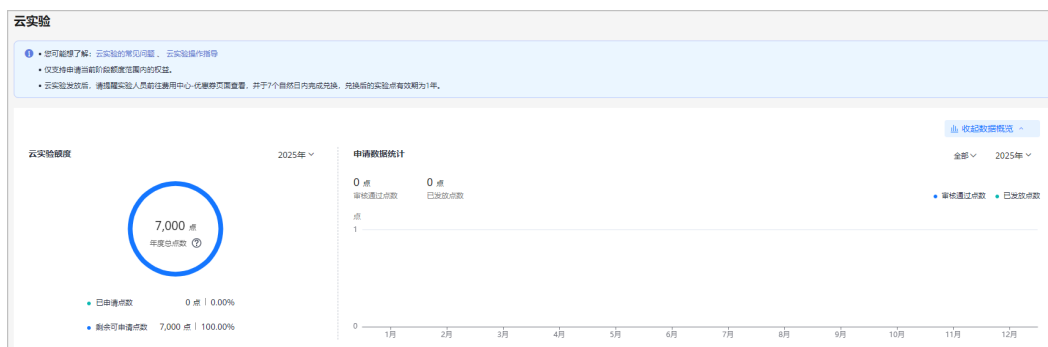 云实验
• 您可能想了解：云实验的常见问题 、 云实验操作指导
• 仅支持申请当前阶段额度范围内的权益。
• 云实验发放后，请提醒实验人员前往费用中心-优惠券页面查看，并于7个自然日内完成兑换，兑换后的实验点有效期为1年。
收起数据概览
云实验额度
2025年
7,000 点
年度总点数
已申请点数 0 点 0.00%
剩余可申请点数 7,000 点 100.00%
申请数据统计
全部 2025年
0 点 0 点
审核通过点数 已发放点数
审核通过点数 已发放点数
点
1
0
1月 2月 3月 4月 5月 6月 7月 8月 9月 10月 11月 12月